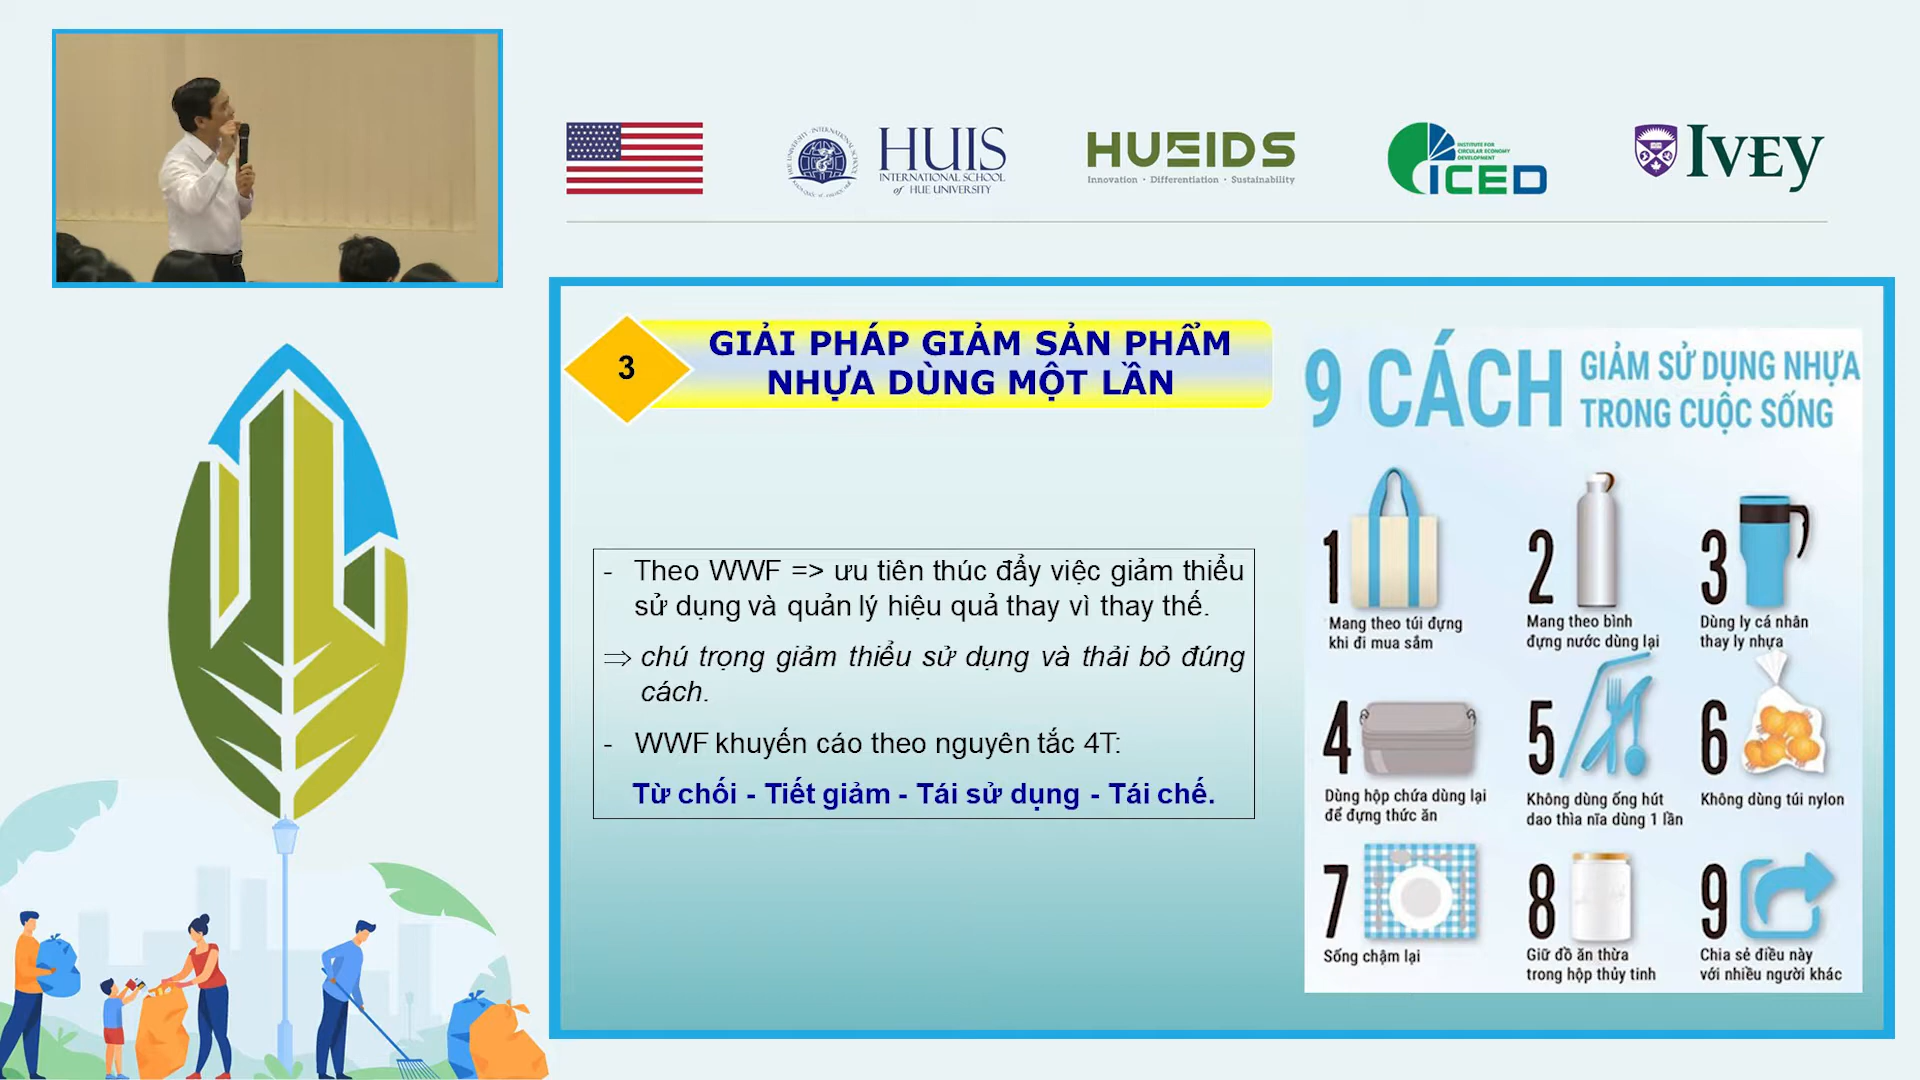 HUIS
INTERNATIONAL SCHOOL
of HUE UNIVERSITY
HUEIDS
Innovation • Differentiation • Sustainability
INSTITUTE FOR
CIRCULAR ECONOMY
DEVELOPMENT
ICED
IVEY
3
GIẢI PHÁP GIẢM SẢN PHẨM
NHỰA DÙNG MỘT LẦN
- Theo WWF => ưu tiên thúc đẩy việc giảm thiểu
sử dụng và quản lý hiệu quả thay vì thay thế.
⇒ chú trọng giảm thiểu sử dụng và thải bỏ đúng
cách.
- WWF khuyến cáo theo nguyên tắc 4T:
Từ chối - Tiết giảm - Tái sử dụng - Tái chế.
9 CÁCH
GIẢM SỬ DỤNG NHỰA
TRONG CUỘC SỐNG
1
Mang theo túi đựng
khi đi mua sắm
2
Mang theo bình
đựng nước dùng lại
3
Dùng ly cá nhân
thay ly nhựa
4
Dùng hộp chứa dùng lại
để đựng thức ăn
5
Không dùng ống hút
dao thìa nĩa dùng 1 lần
6
Không dùng túi nylon
7
Sống chậm lại
8
Giữ đồ ăn thừa
trong hộp thủy tinh
9
Chia sẻ điều này
với nhiều người khác